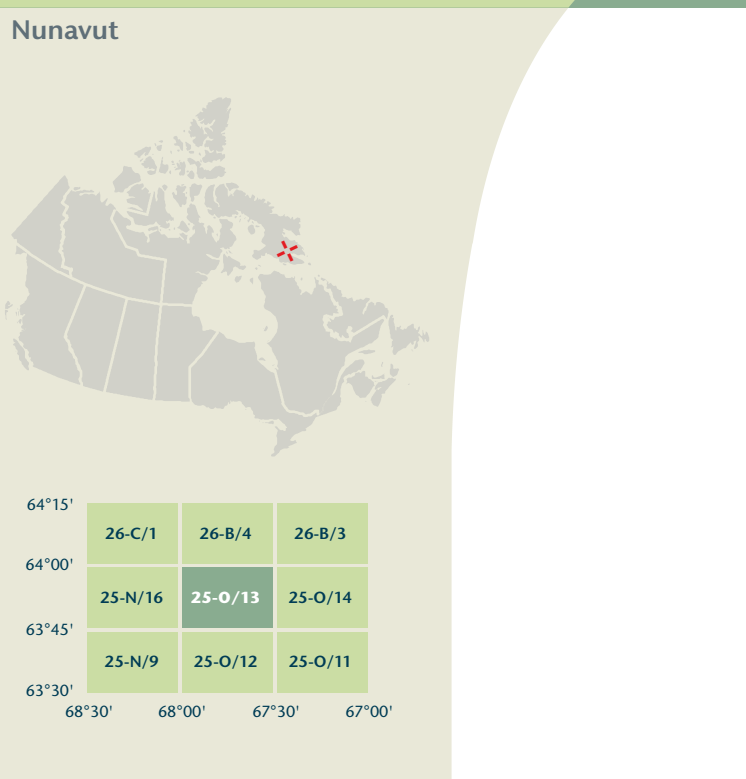 Nunavut
64°15'
26-C/1 26-B/4 26-B/3
64°00'
25-N/16 25-O/13 25-O/14
63°45'
25-N/9 25-O/12 25-O/11
63°30'
68°30' 68°00' 67°30' 67°00'